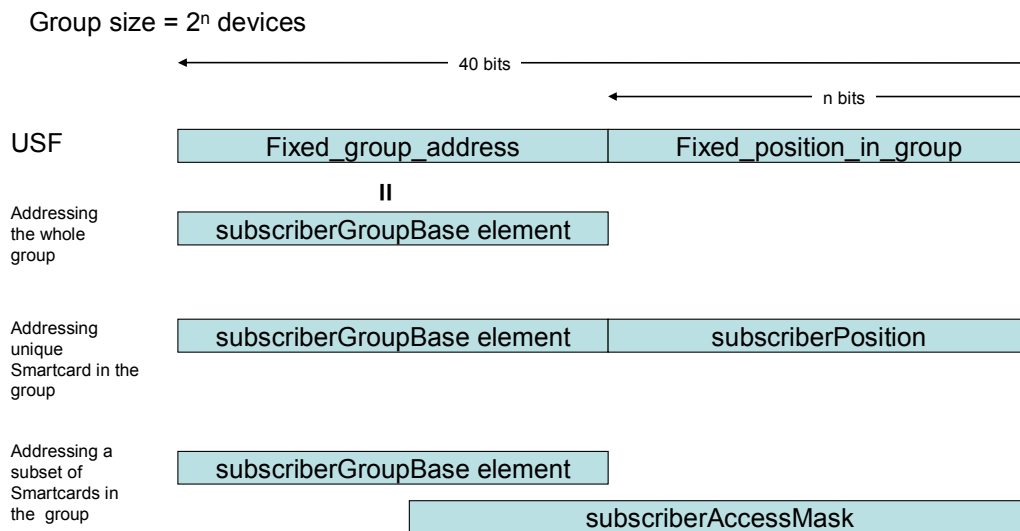 Group size = 2ⁿ devices
40 bits
n bits
USF
Fixed_group_address
Fixed_position_in_group
=
Addressing
the whole
group
subscriberGroupBase element
Addressing
unique
Smartcard in the
group
subscriberGroupBase element
subscriberPosition
Addressing a
subset of
Smartcards in
the group
subscriberGroupBase element
subscriberAccessMask